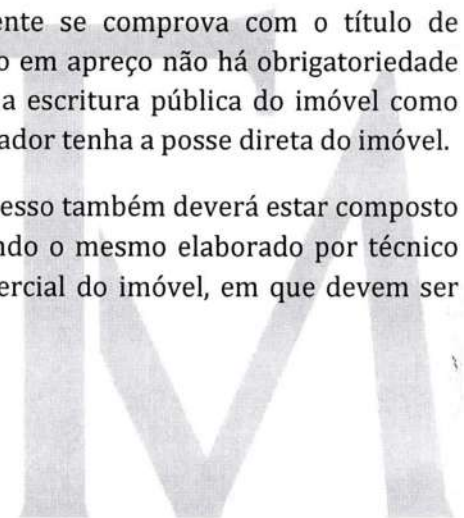 ente se comprova com o título de
o em apreço não há obrigatoriedade
a escritura pública do imóvel como
ador tenha a posse direta do imóvel.
esso também deverá estar composto
ndo o mesmo elaborado por técnico
ercial do imóvel, em que devem ser